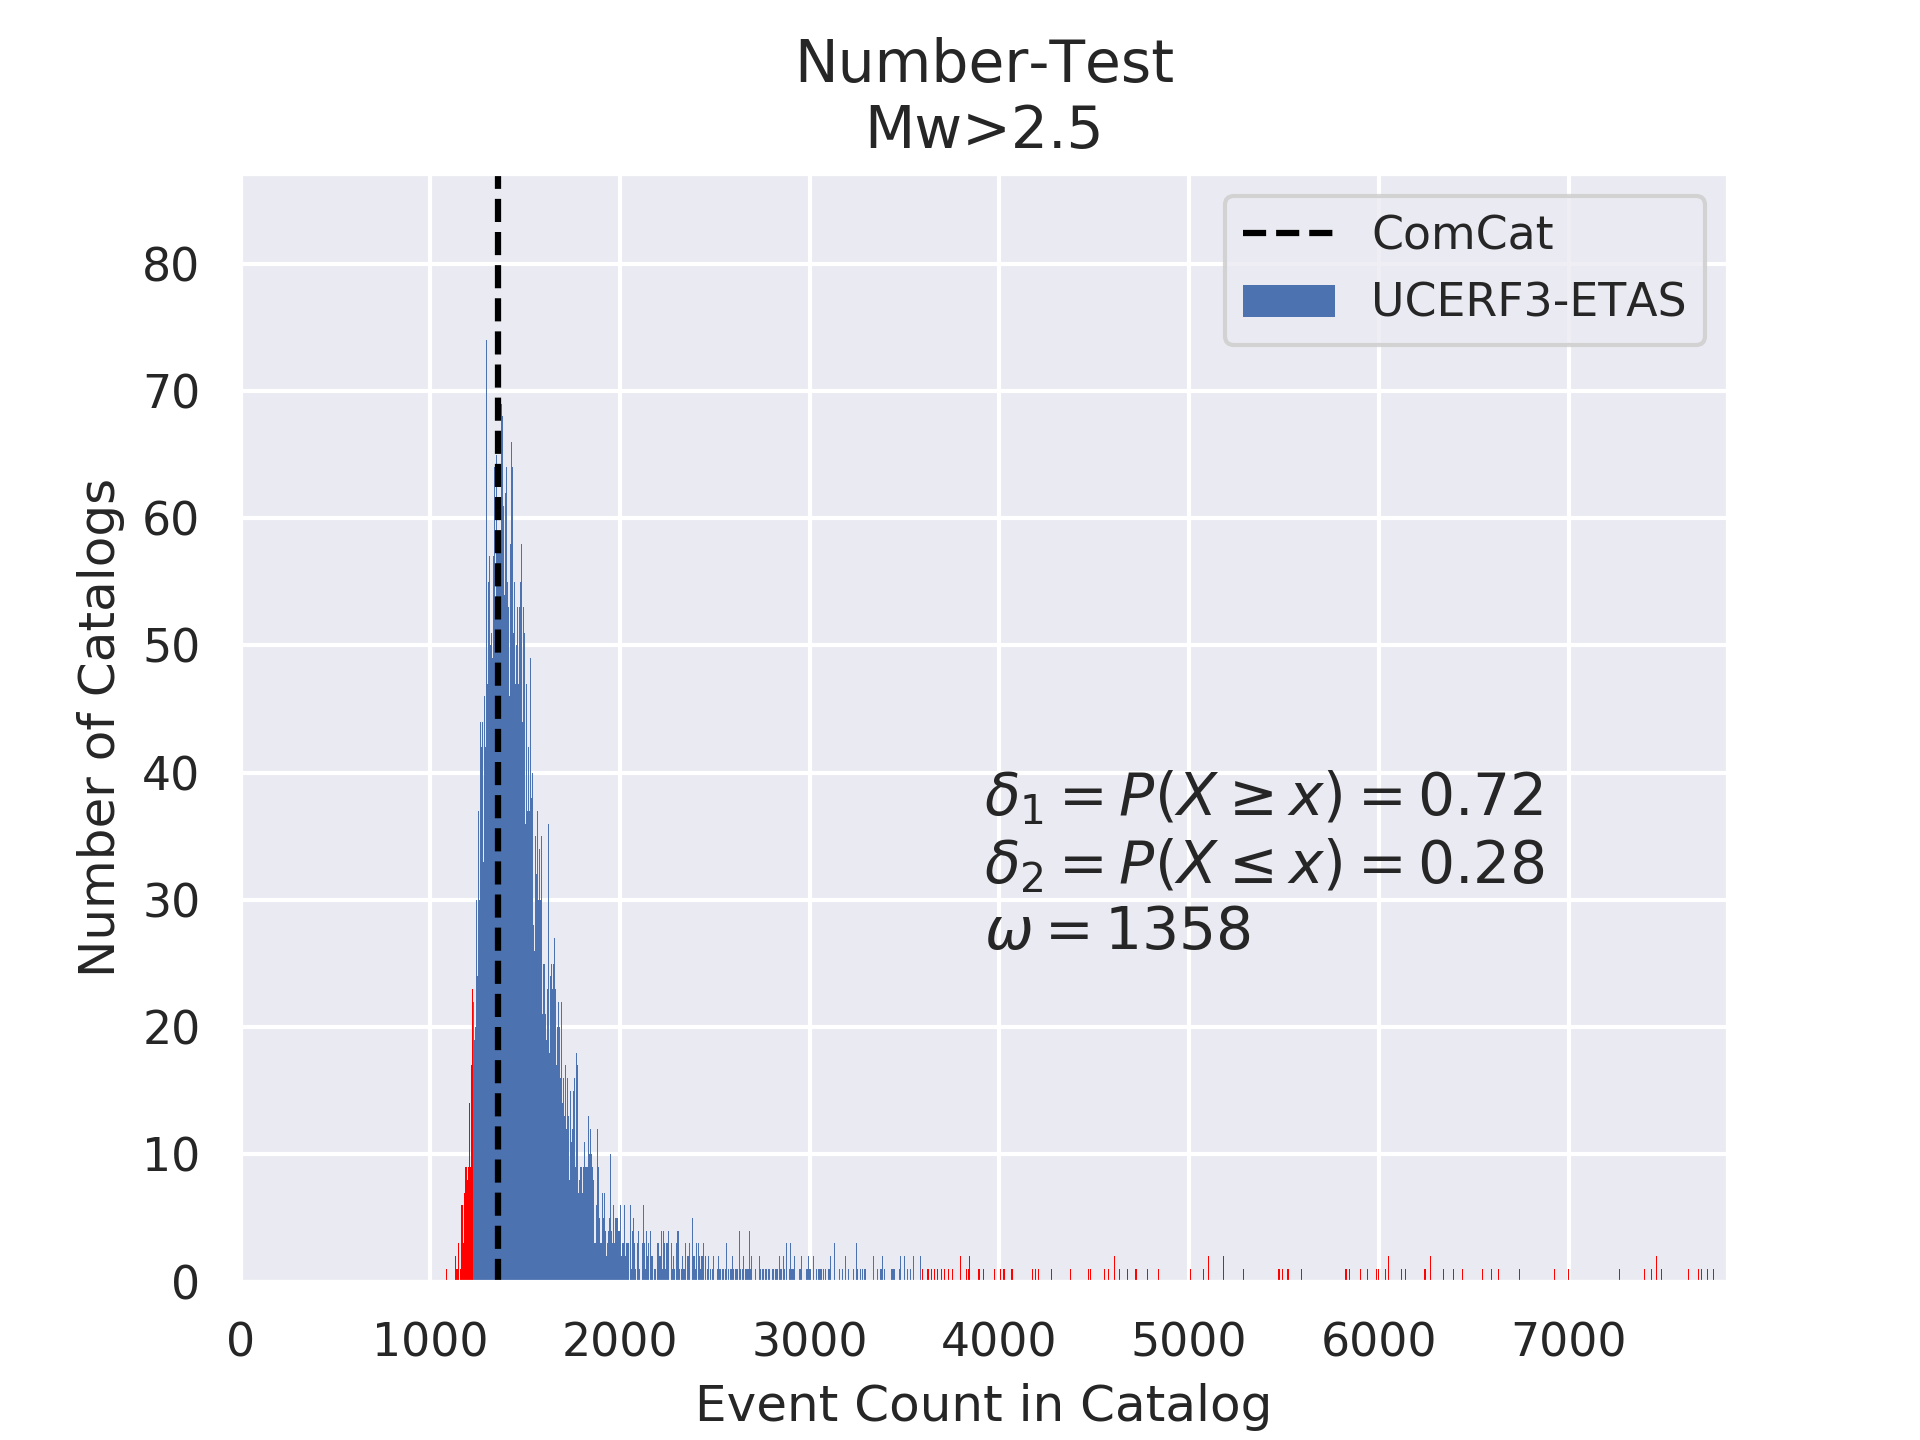 Number-Test
Mw>2.5
ComCat
UCERF3-ETAS
80
70
60
50
40
30
20
10
0
Number of Catalogs
δ₁ = P(X ≥ x) = 0.72
δ₂ = P(X ≤ x) = 0.28
ω = 1358
0 1000 2000 3000 4000 5000 6000 7000
Event Count in Catalog